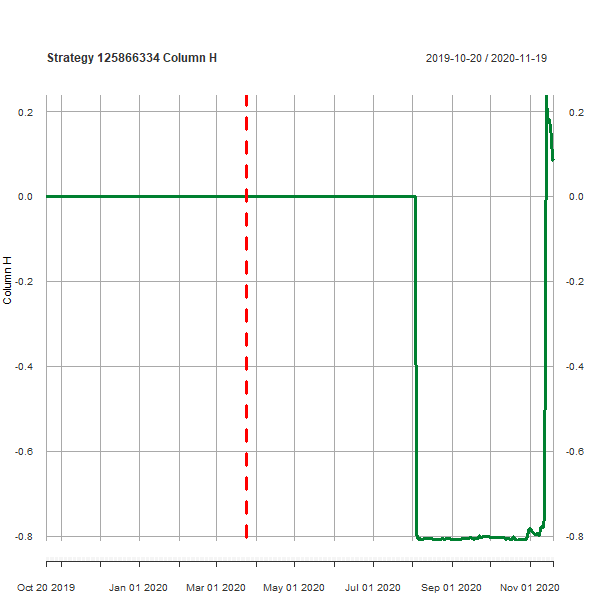 Strategy 125866334 Column H 2019-10-20 / 2020-11-19
0.2 0.2
0.0 0.0
-0.2 -0.2
-0.4 -0.4
-0.6 -0.6
-0.8 -0.8
Column H
Oct 20 2019 Jan 01 2020 Mar 01 2020 May 01 2020 Jul 01 2020 Sep 01 2020 Nov 01 2020